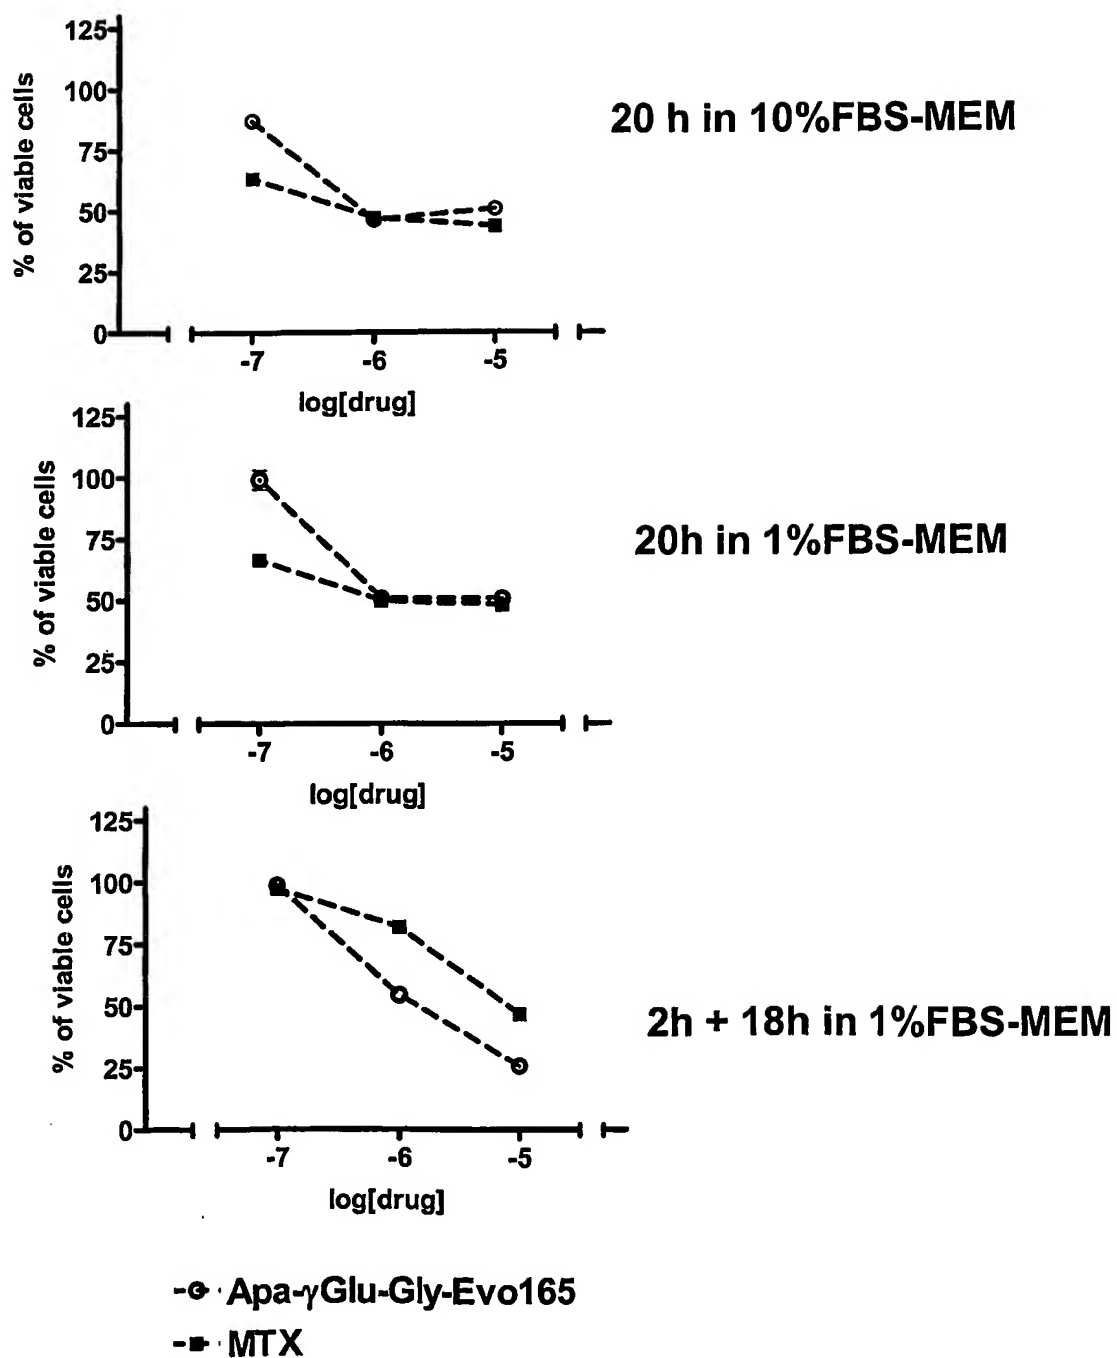 125
100
75
50
25
0
% of viable cells
-7 -6 -5
log[drug]
20 h in 10%FBS-MEM
125
100
75
50
25
0
% of viable cells
-7 -6 -5
log[drug]
20h in 1%FBS-MEM
125
100
75
50
25
0
% of viable cells
-7 -6 -5
log[drug]
2h + 18h in 1%FBS-MEM
Apa-γGlu-Gly-Evo165
MTX